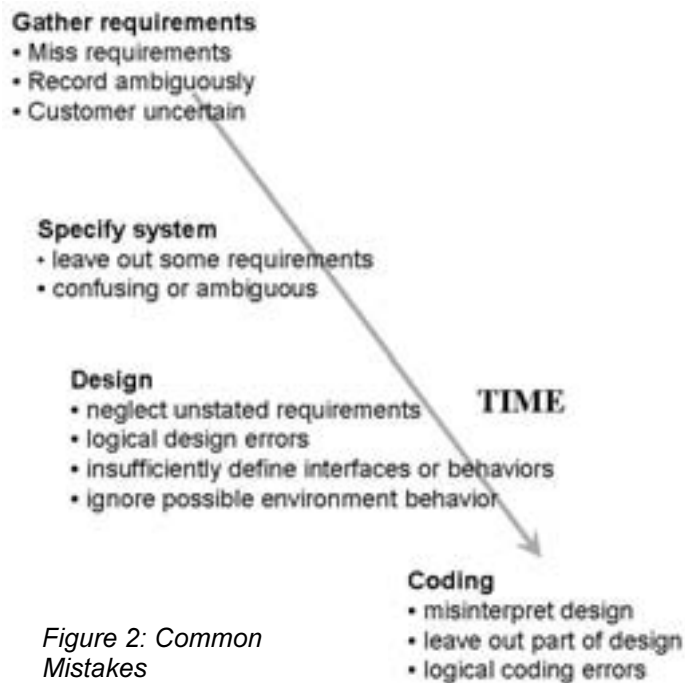 Gather requirements
• Miss requirements
• Record ambiguously
• Customer uncertain
Specify system
• leave out some requirements
• confusing or ambiguous
Design
• neglect unstated requirements
• logical design errors
• insufficiently define interfaces or behaviors
• ignore possible environment behavior
TIME
Coding
• misinterpret design
• leave out part of design
• logical coding errors
Figure 2: Common
Mistakes